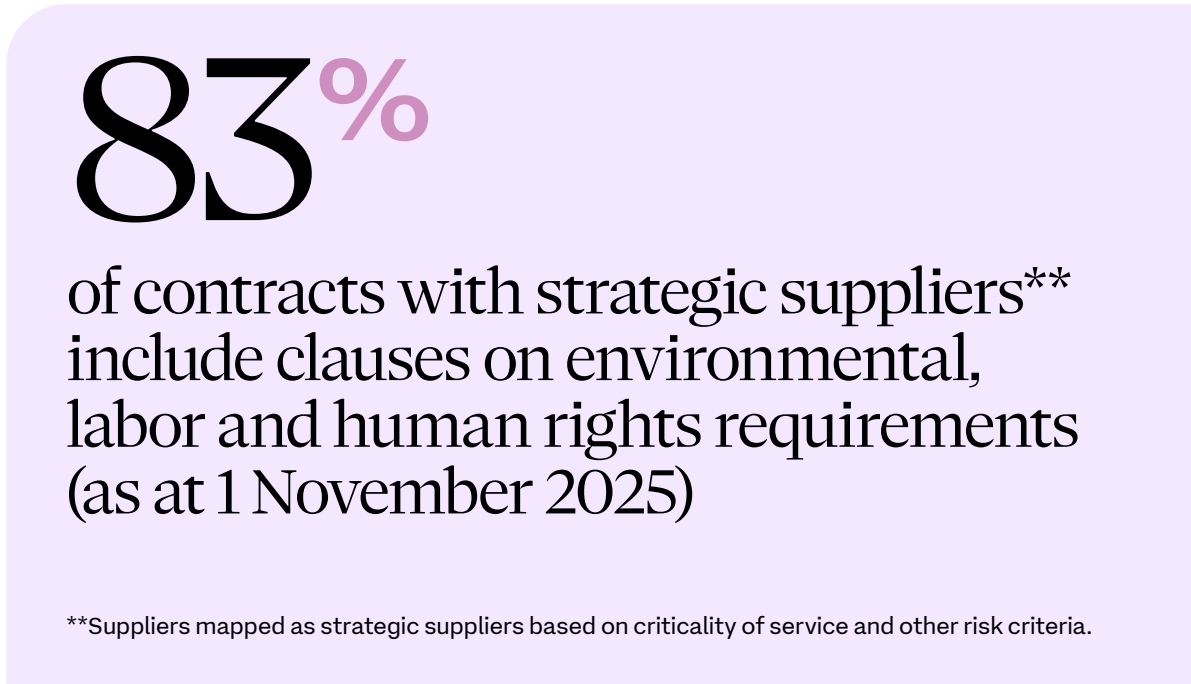 83%
of contracts with strategic suppliers**
include clauses on environmental,
labor and human rights requirements
(as at 1 November 2025)
**Suppliers mapped as strategic suppliers based on criticality of service and other risk criteria.